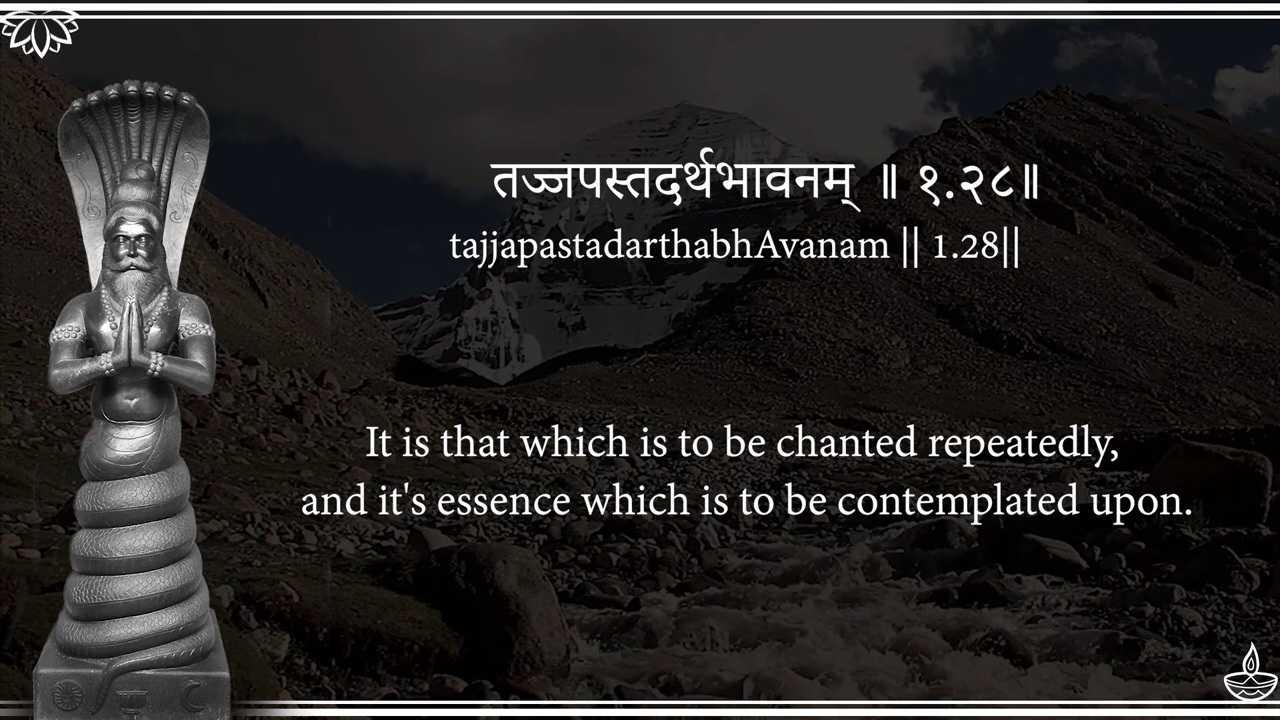 तज्जपस्तदर्थभावनम् ॥ १.२८॥
tajjapastadarthabhAvanam || 1.28||
It is that which is to be chanted repeatedly,
and it's essence which is to be contemplated upon.